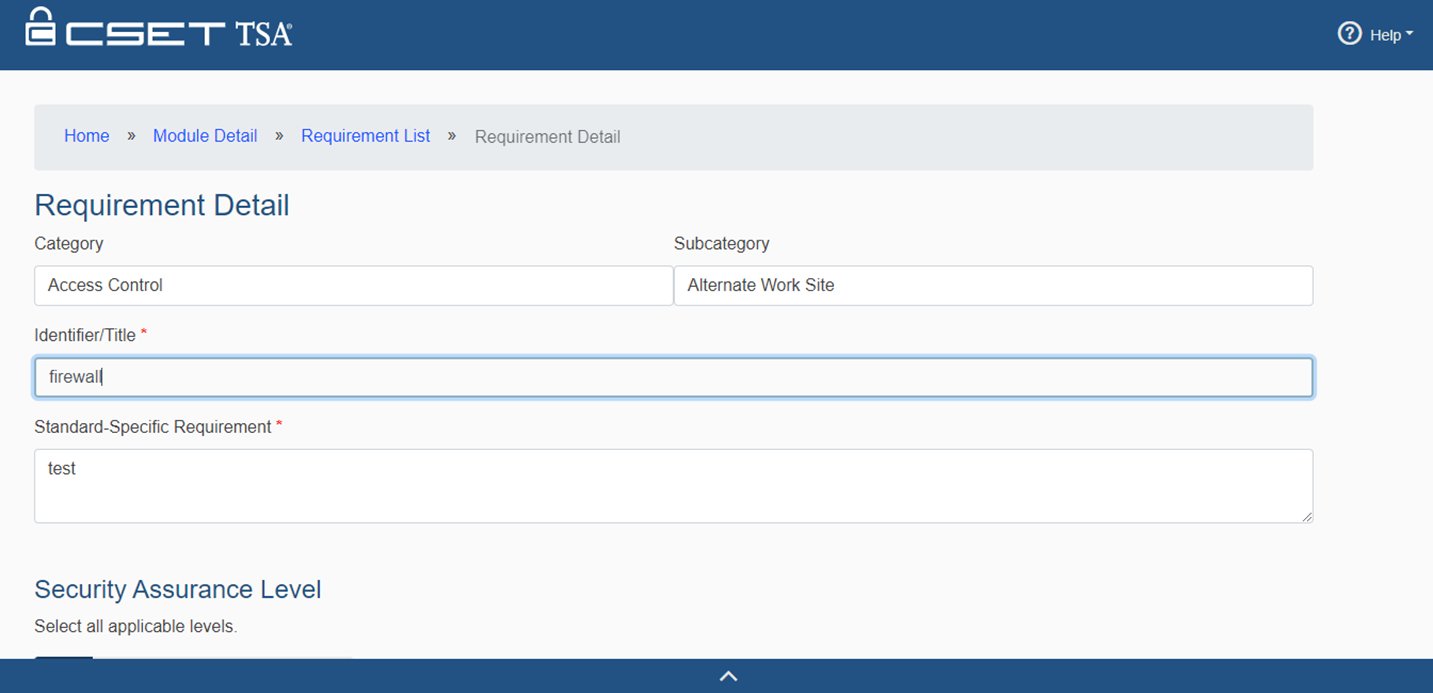 CSET TSA
? Help
Home » Module Detail » Requirement List » Requirement Detail
Requirement Detail
Category Subcategory
Access Control Alternate Work Site
Identifier/Title *
firewall
Standard-Specific Requirement *
test
Security Assurance Level
Select all applicable levels.